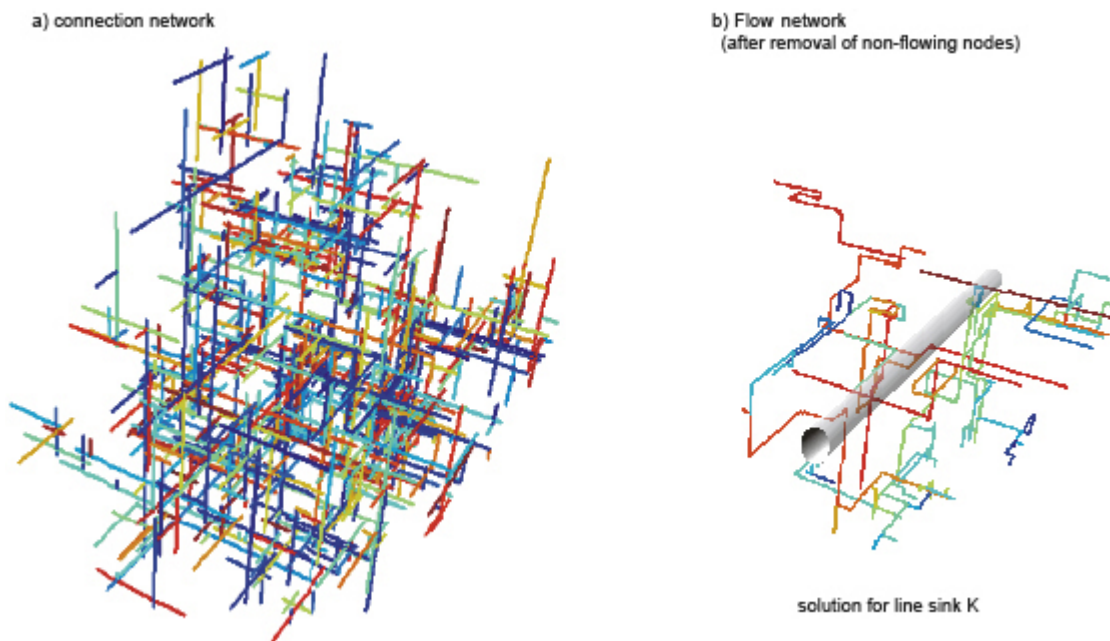 a) connection network
b) Flow network
(after removal of non-flowing nodes)
solution for line sink K